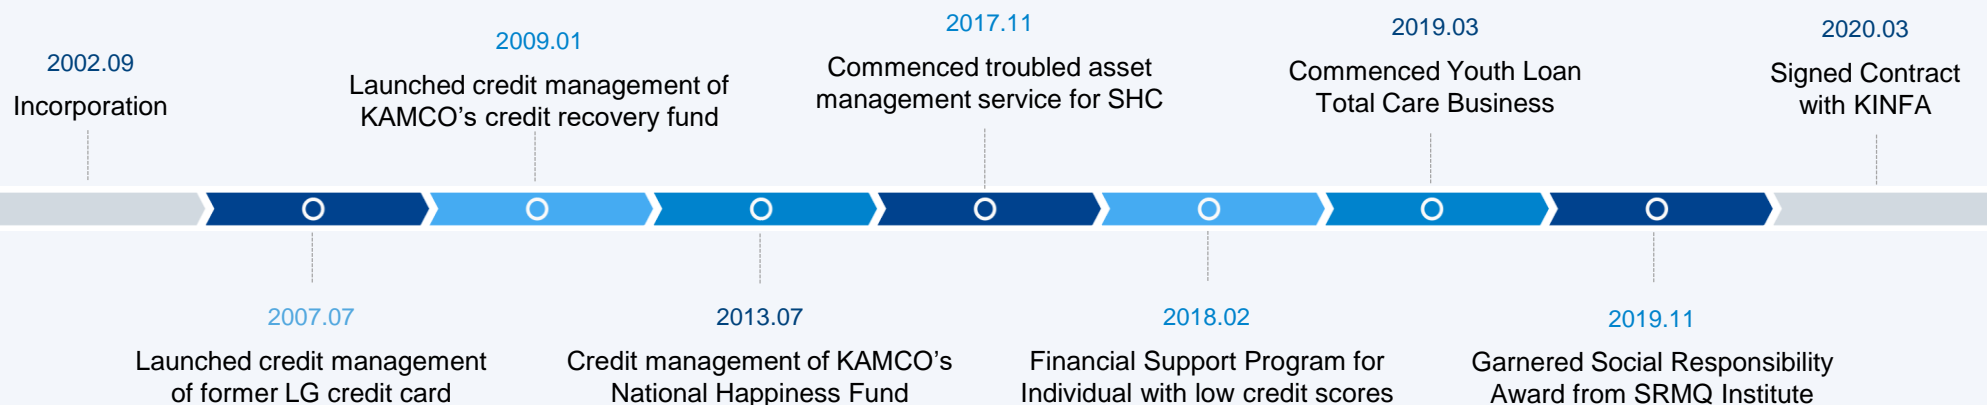 2002.09
Incorporation
2007.07
Launched credit management
of former LG credit card
2009.01
Launched credit management of
KAMCO’s credit recovery fund
2013.07
Credit management of KAMCO’s
National Happiness Fund
2017.11
Commenced troubled asset
management service for SHC
2018.02
Financial Support Program for
Individual with low credit scores
2019.03
Commenced Youth Loan
Total Care Business
2019.11
Garnered Social Responsibility
Award from SRMQ Institute
2020.03
Signed Contract
with KINFA